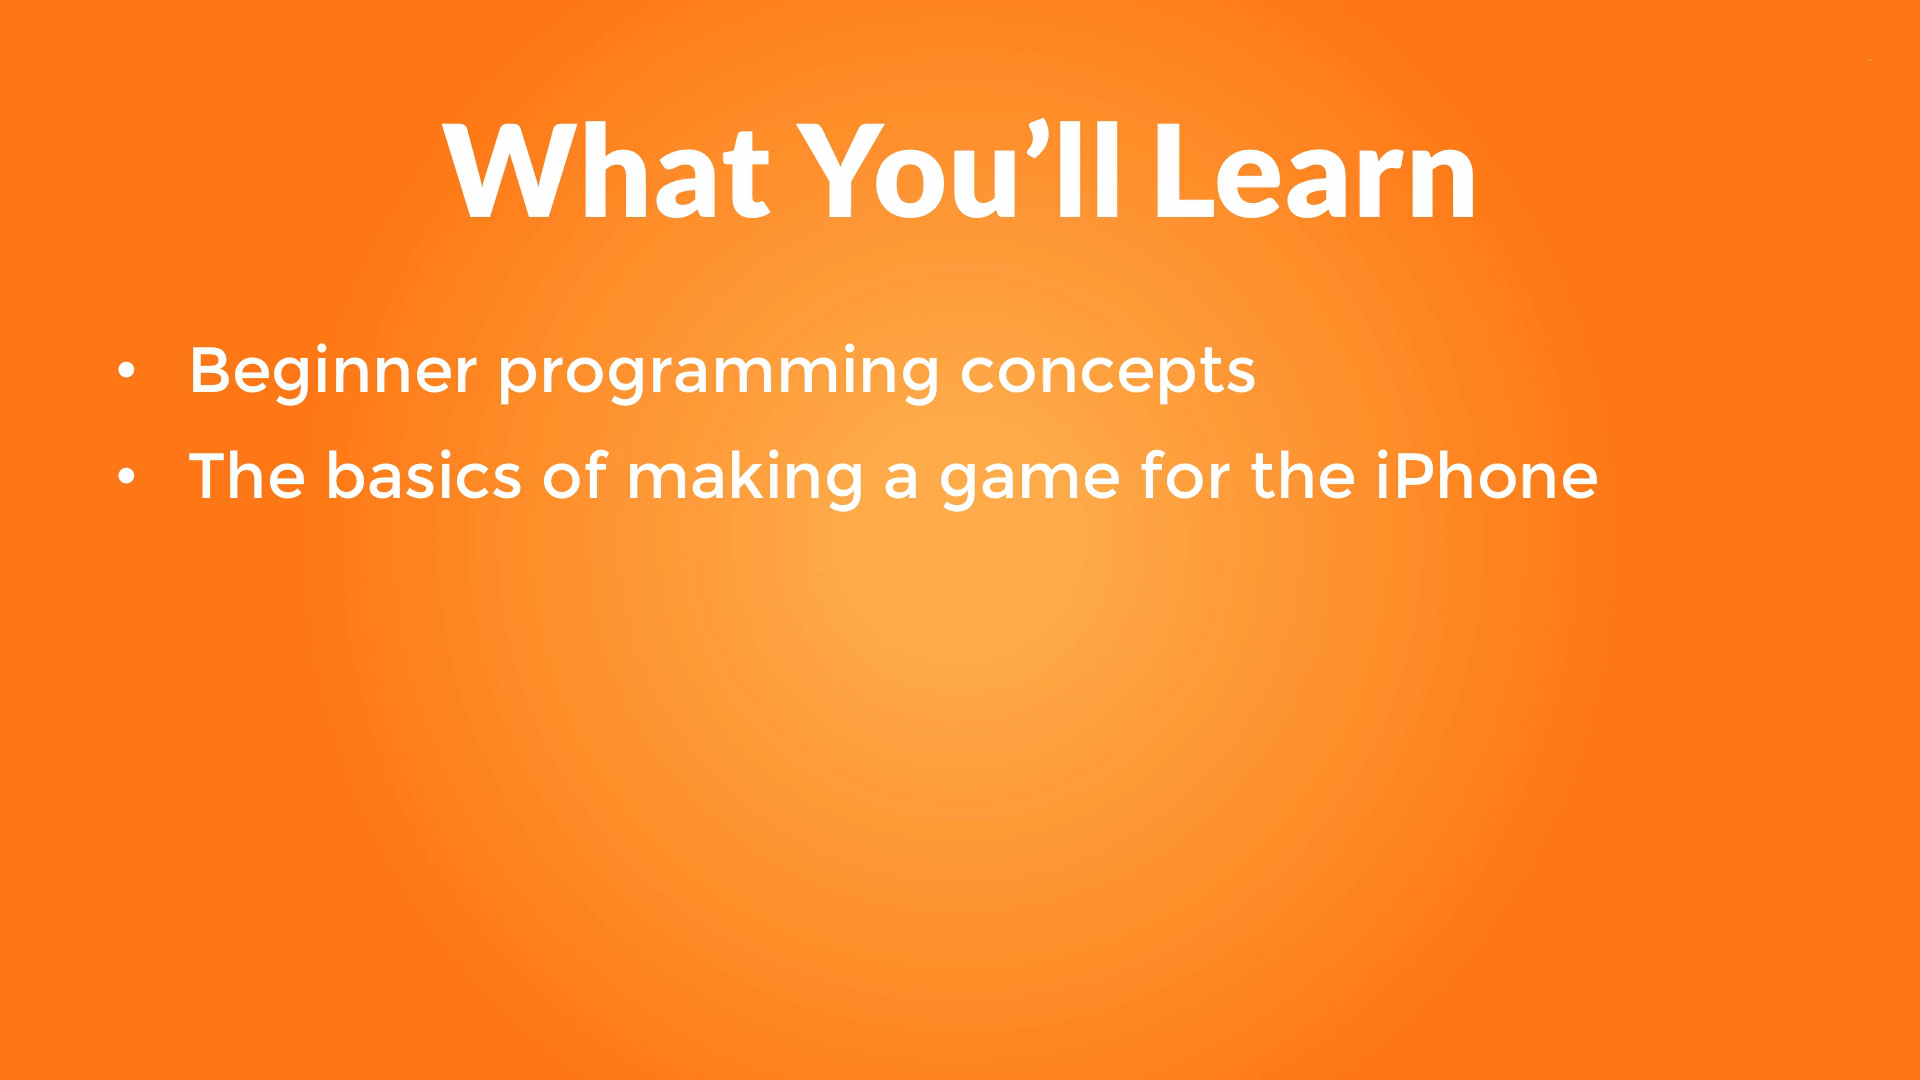 What You’ll Learn
• Beginner programming concepts
• The basics of making a game for the iPhone